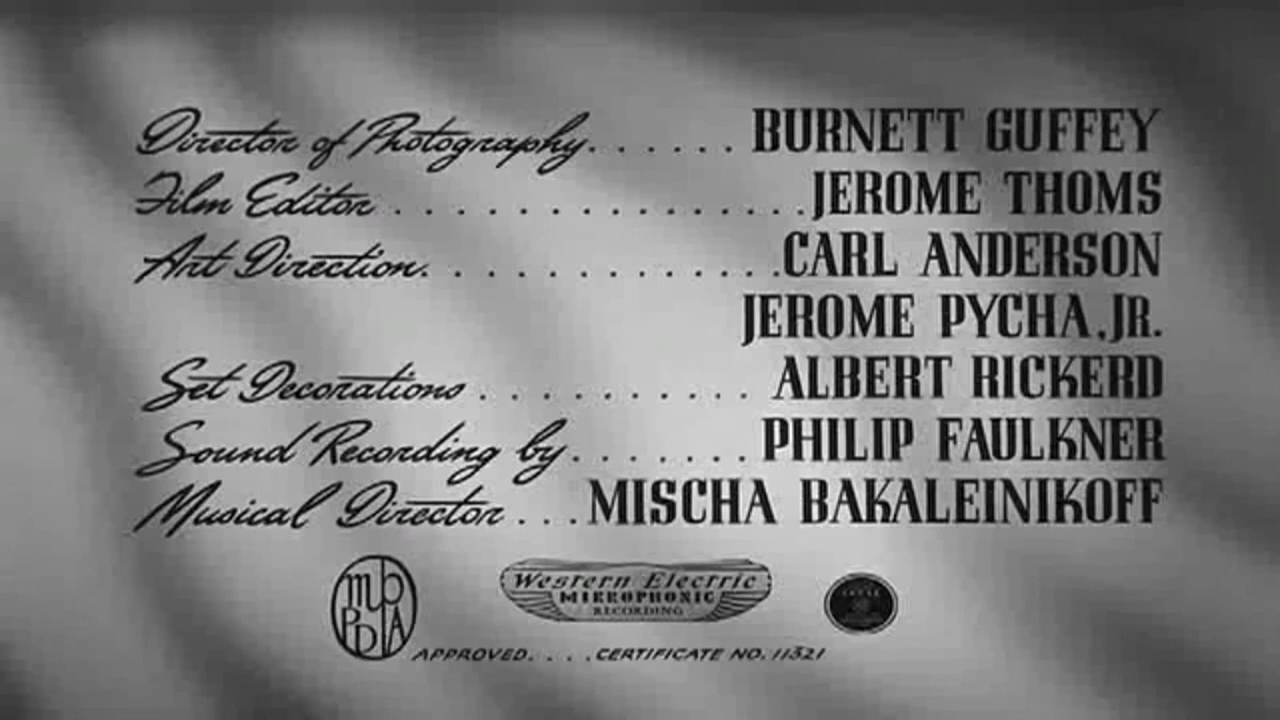 Director of Photography. . . . . . BURNETT GUFFEY
Film Editor . . . . . . . . . . . . . . JEROME THOMS
Art Direction. . . . . . . . . . . . . CARL ANDERSON
JEROME PYCHA, JR.
Set Decorations . . . . . . . . . . ALBERT RICKERD
Sound Recording by . . . . . . . PHILIP FAULKNER
Musical Director . . . MISCHA BAKALEINIKOFF
MPPDA
Western Electric
MIRROPHONIC
RECORDING
APPROVED. . . . CERTIFICATE NO. 11321